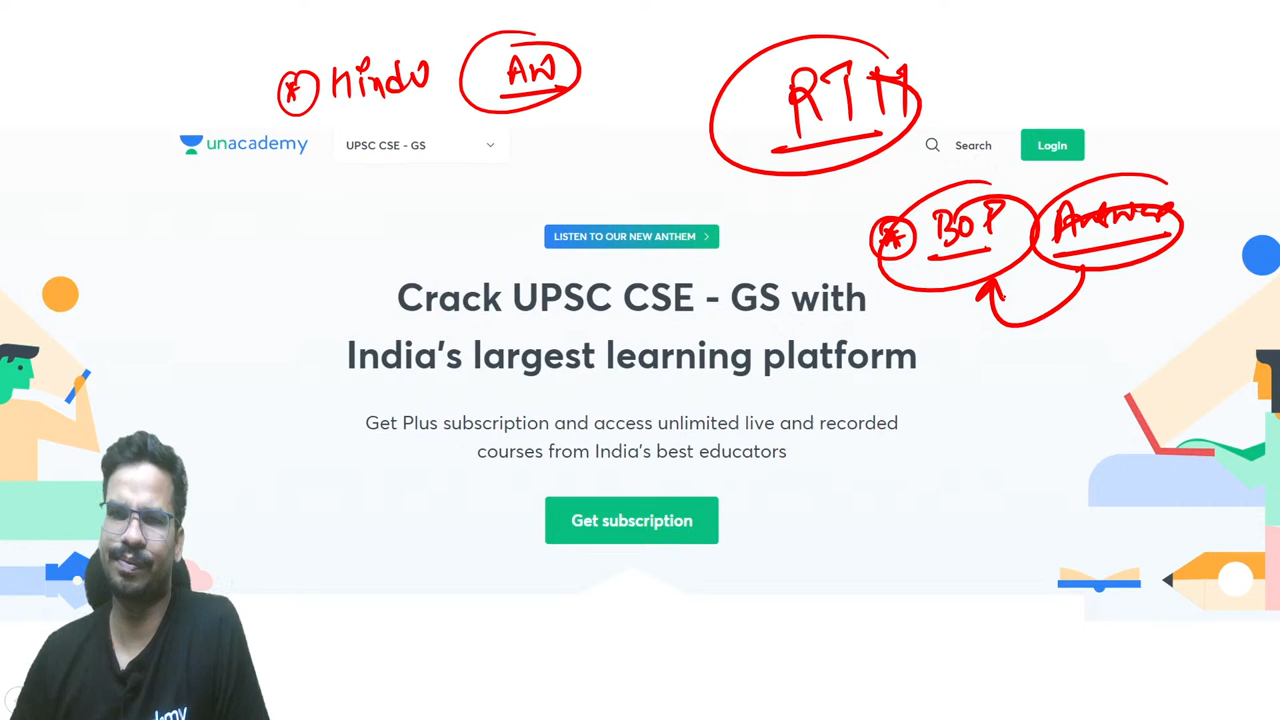 * Hindu AW
RTH
unacademy
UPSC CSE - GS
Search
Login
* BOP Answer
LISTEN TO OUR NEW ANTHEM >
Crack UPSC CSE - GS with
India's largest learning platform
Get Plus subscription and access unlimited live and recorded
courses from India's best educators
Get subscription